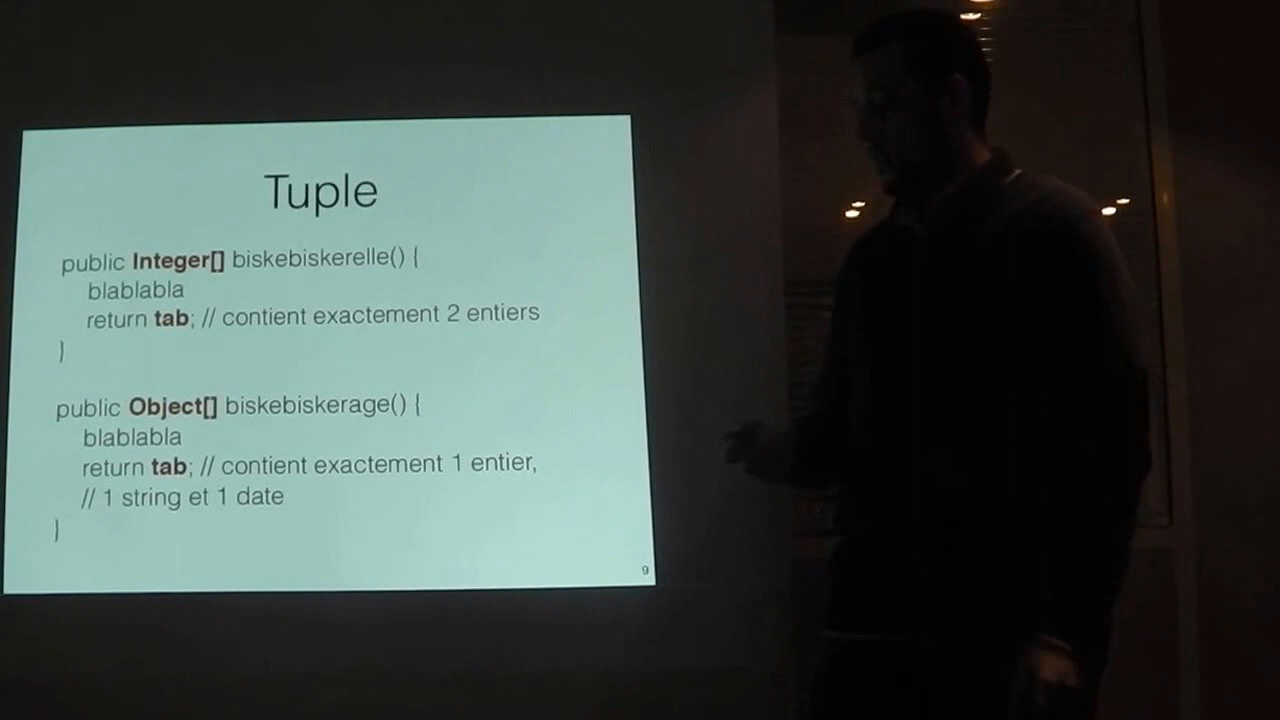 Tuple
public Integer[] biskebiskerelle() {
blablabla
return tab; // contient exactement 2 entiers
}
public Object[] biskebiskerage() {
blablabla
return tab; // contient exactement 1 entier,
// 1 string et 1 date
}
9